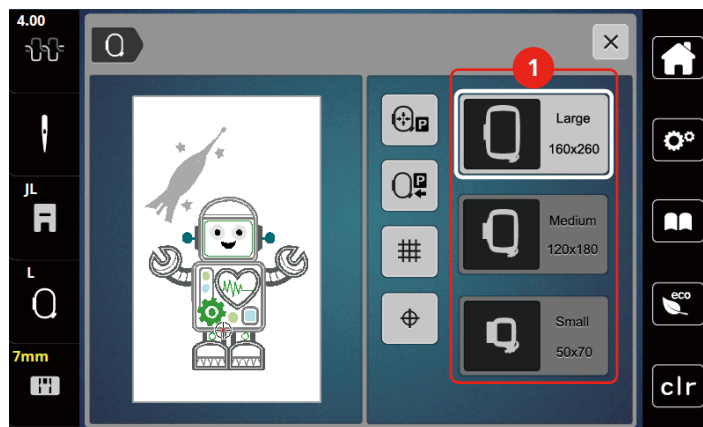 4.00
1
P
Large
160x260
JL
P
Medium
120x180
L
eco
Small
50x70
7mm
clr